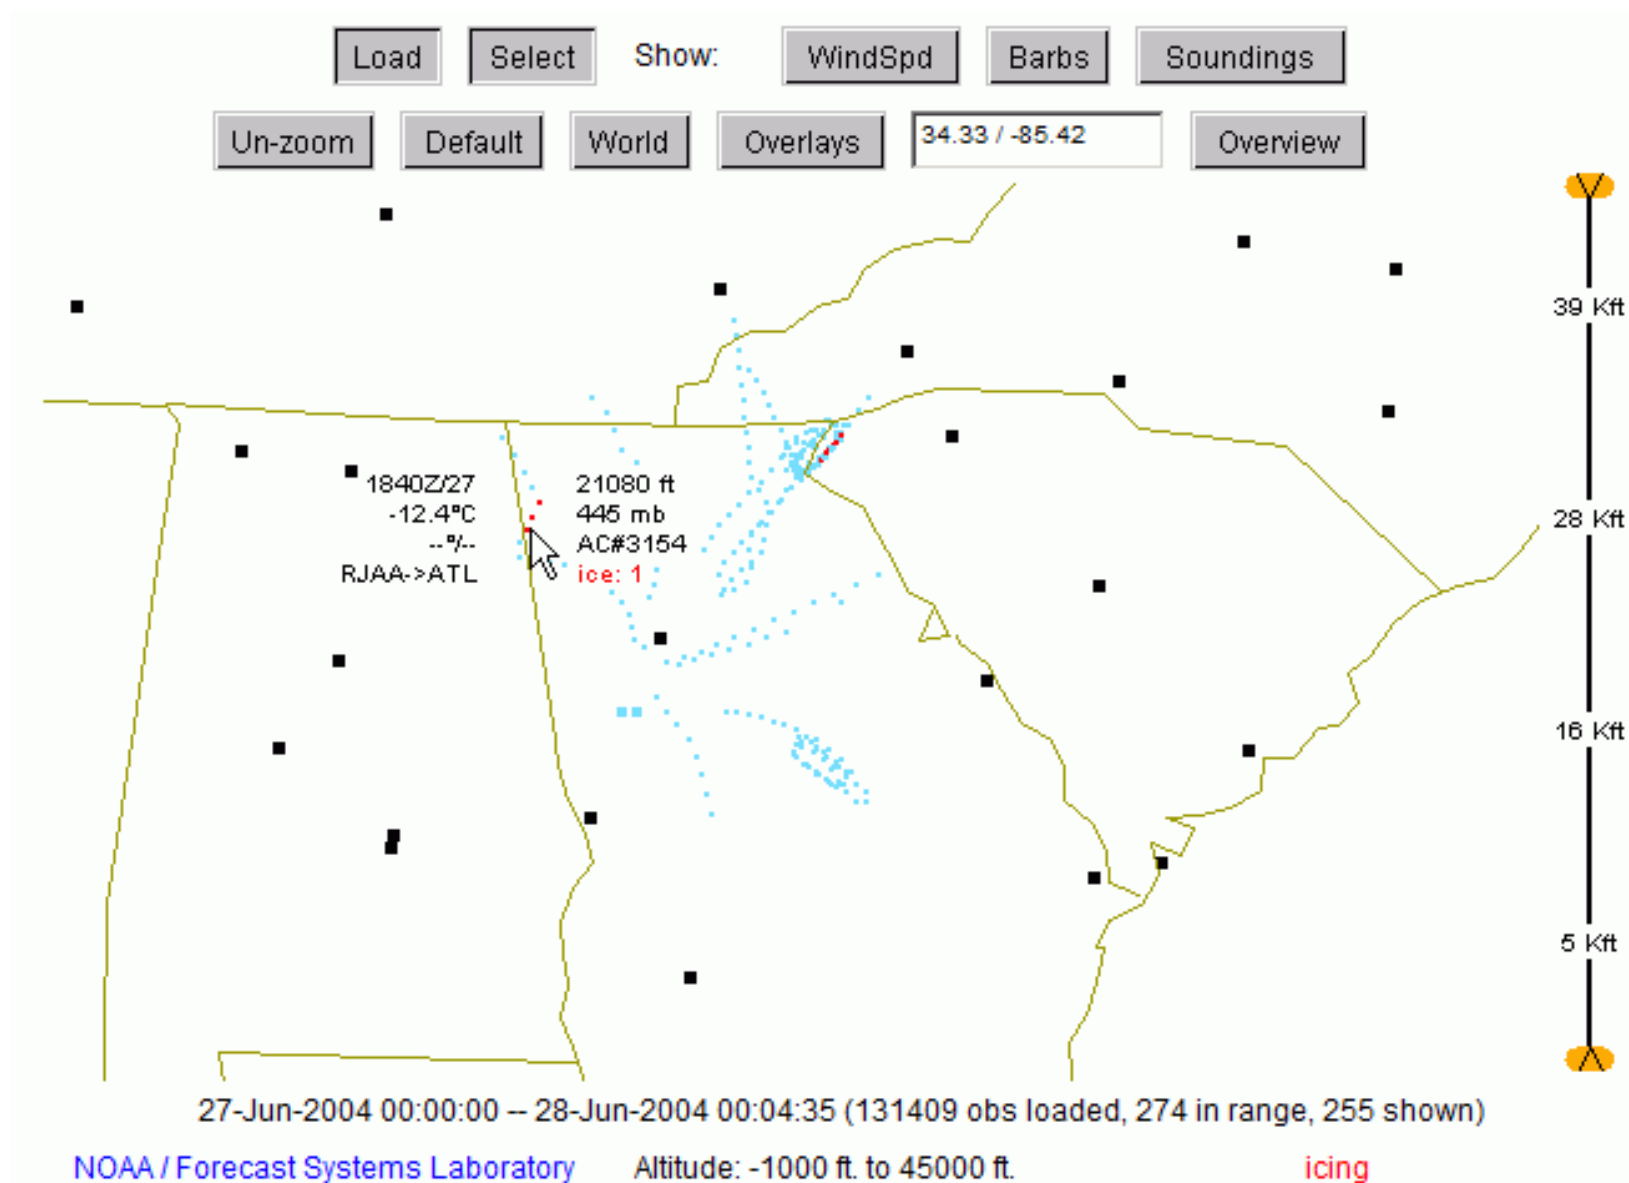 Load Select Show: WindSpd Barbs Soundings
Un-zoom Default World Overlays 34.33 / -85.42 Overview
39 Kft
1840Z/27 21080 ft
-12.4°C 445 mb
28 Kft
--°/-- AC#3154
RJAA->ATL ice: 1
16 Kft
5 Kft
27-Jun-2004 00:00:00 -- 28-Jun-2004 00:04:35 (131409 obs loaded, 274 in range, 255 shown)
NOAA / Forecast Systems Laboratory Altitude: -1000 ft. to 45000 ft. icing